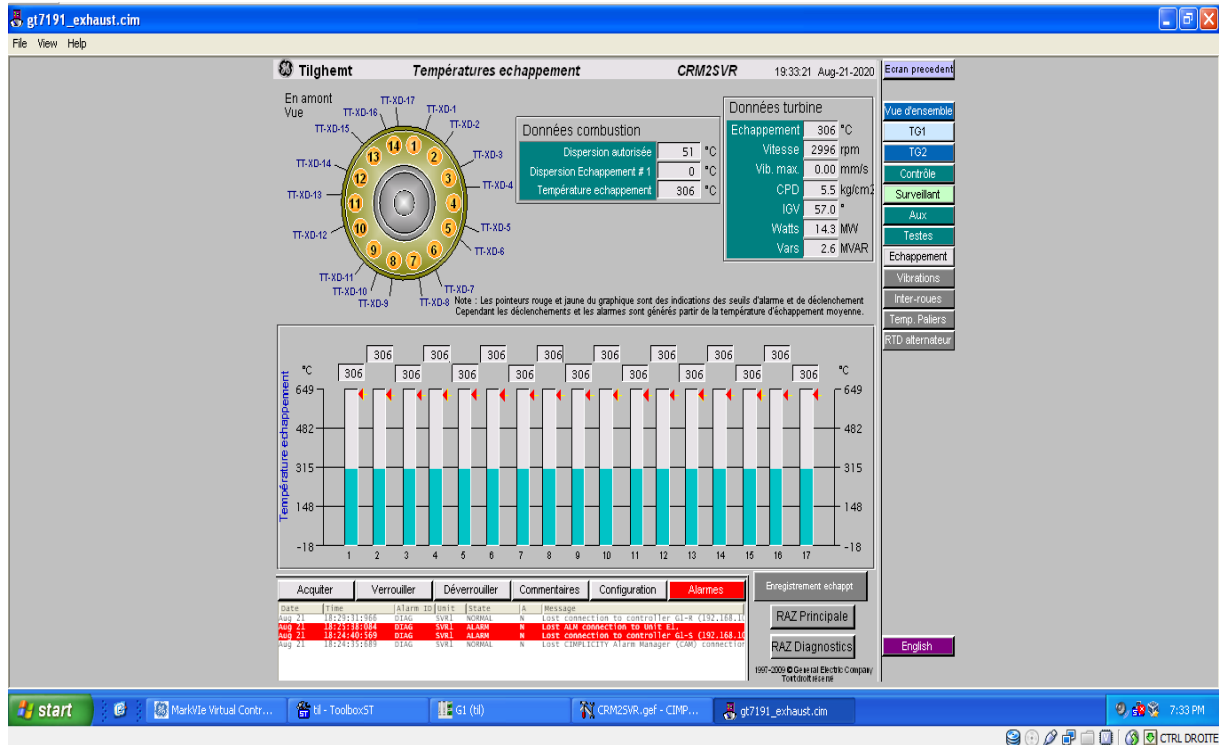 gt7191_exhaust.cim
File View Help
Tilghemt Températures echappement CRM2SVR 19:33:21 Aug-21-2020
Ecran precedent
En amont
Vue
TT-XD-17
TT-XD-16
TT-XD-1
TT-XD-15
TT-XD-2
TT-XD-14
TT-XD-3
TT-XD-13
TT-XD-4
TT-XD-12
TT-XD-5
TT-XD-6
TT-XD-11
TT-XD-10
TT-XD-9
TT-XD-8
TT-XD-7
14 1
13 2
12 3
11 4
10 5
9 6
8 7
Données combustion
Dispersion autorisée 51 °C
Dispersion Echappement # 1 0 °C
Température echappement 306 °C
Données turbine
Echappement 306 °C
Vitesse 2996 rpm
Vib. max. 0.00 mm/s
CPD 5.5 kg/cm2
IGV 57.0 °
Watts 14.3 MW
Vars 2.6 MVAR
Vue d'ensemble
TG1
TG2
Contrôle
Surveillant
Aux
Testes
Echappement
Vibrations
Inter-roues
Temp. Paliers
RTD alternateur
Note : Les pointeurs rouge et jaune du graphique sont des indications des seuils d'alarme et de déclenchement
Cependant les déclenchements et les alarmes sont générés partir de la température d'échappement moyenne.
306 306 306 306 306 306 306 306
°C 306 306 306 306 306 306 306 306 306 °C
Température echappement
649 649
482 482
315 315
148 148
-18 -18
1 2 3 4 5 6 7 8 9 10 11 12 13 14 15 16 17
Acquiter Verrouiller Déverrouiller Commentaires Configuration Alarmes
Date Time Alarm ID Unit State A Message
Aug 21 18:29:31:966 DIAG SVR1 NORMAL N Lost connection to controller G1-R (192.168.10
Aug 21 18:25:38:084 DIAG SVR1 ALARM N Lost ALM connection to Unit E1.
Aug 21 18:24:40:569 DIAG SVR1 ALARM N Lost connection to controller G1-S (192.168.10
Aug 21 18:24:35:689 DIAG SVR1 NORMAL N Lost CIMPLICITY Alarm Manager (CAM) connection
Enregistrement echappt
RAZ Principale
RAZ Diagnostics
1997-2009 © General Electric Company
Tout droit réservé
English
start
MarkVIe Virtual Contr...
til - ToolboxST
G1 (til)
CRM2SVR.gef - CIMP...
gt7191_exhaust.cim
7:33 PM
CTRL DROITE